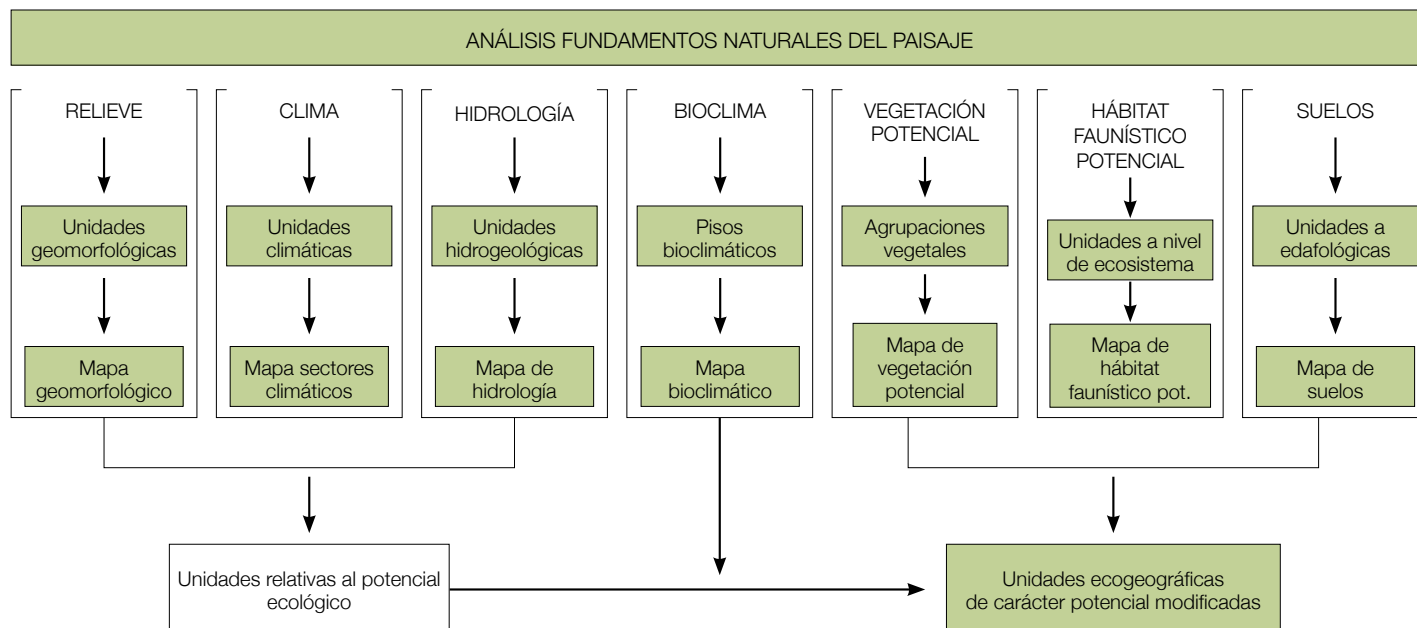 ANÁLISIS FUNDAMENTOS NATURALES DEL PAISAJE
RELIEVE
Unidades
geomorfológicas
Mapa
geomorfológico
CLIMA
Unidades
climáticas
Mapa sectores
climáticos
HIDROLOGÍA
Unidades
hidrogeológicas
Mapa de
hidrología
BIOCLIMA
Pisos
bioclimáticos
Mapa
bioclimático
VEGETACIÓN
POTENCIAL
Agrupaciones
vegetales
Mapa de
vegetación
potencial
HÁBITAT
FAUNÍSTICO
POTENCIAL
Unidades a nivel
de ecosistema
Mapa de
hábitat
faunístico pot.
SUELOS
Unidades a
edafológicas
Mapa de
suelos
Unidades relativas al potencial
ecológico
Unidades ecogeográficas
de carácter potencial modificadas